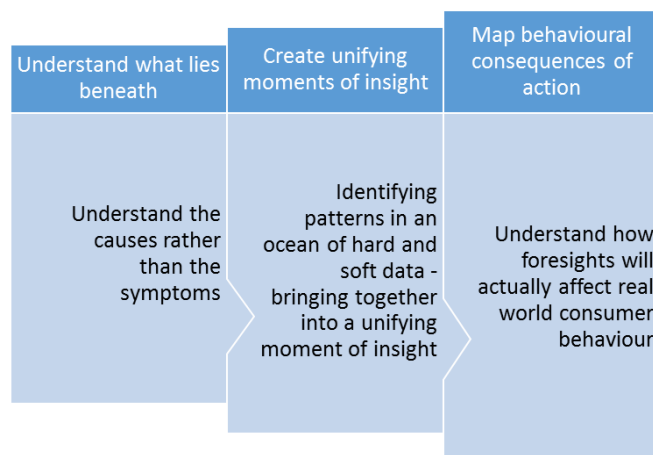 Understand what lies
beneath
Understand the
causes rather
than the
symptoms
Create unifying
moments of insight
Identifying
patterns in an
ocean of hard and
soft data -
bringing together
into a unifying
moment of insight
Map behavioural
consequences of
action
Understand how
foresights will
actually affect real
world consumer
behaviour